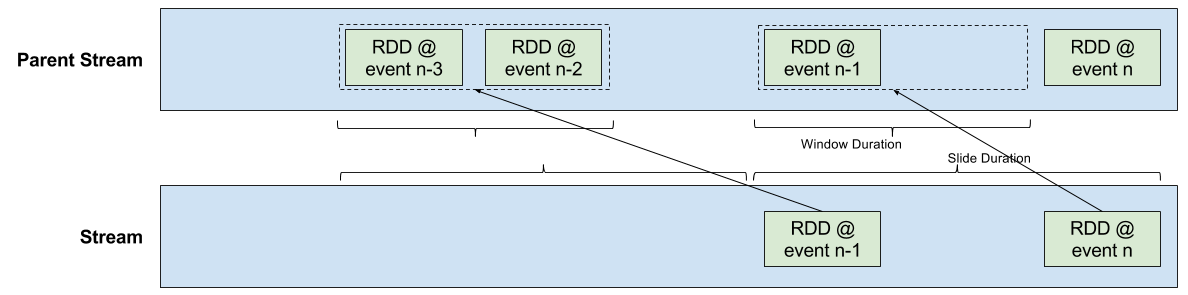 Parent Stream
RDD @
event n-3
RDD @
event n-2
RDD @
event n-1
RDD @
event n
Window Duration
Slide Duration
Stream
RDD @
event n-1
RDD @
event n